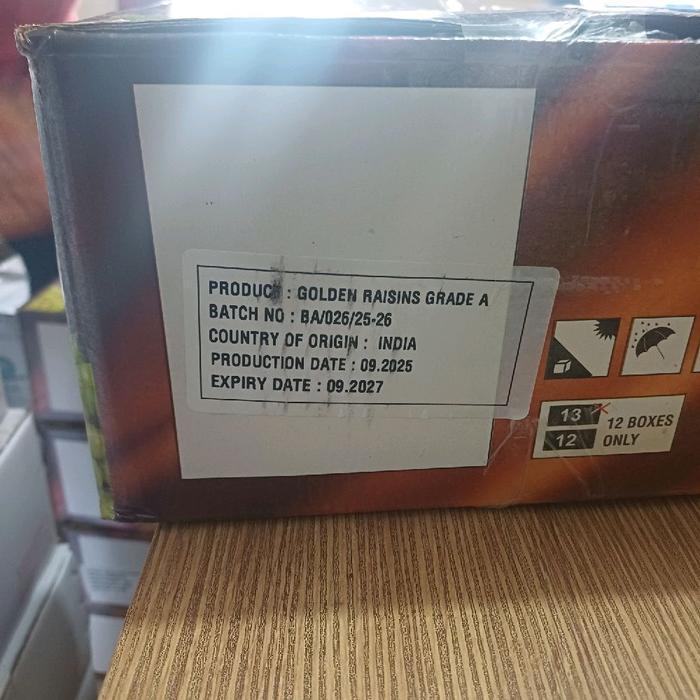 PRODUCT : GOLDEN RAISINS GRADE A
BATCH NO : BA/026/25-26
COUNTRY OF ORIGIN : INDIA
PRODUCTION DATE : 09.2025
EXPIRY DATE : 09.2027
13
12
12 BOXES
ONLY